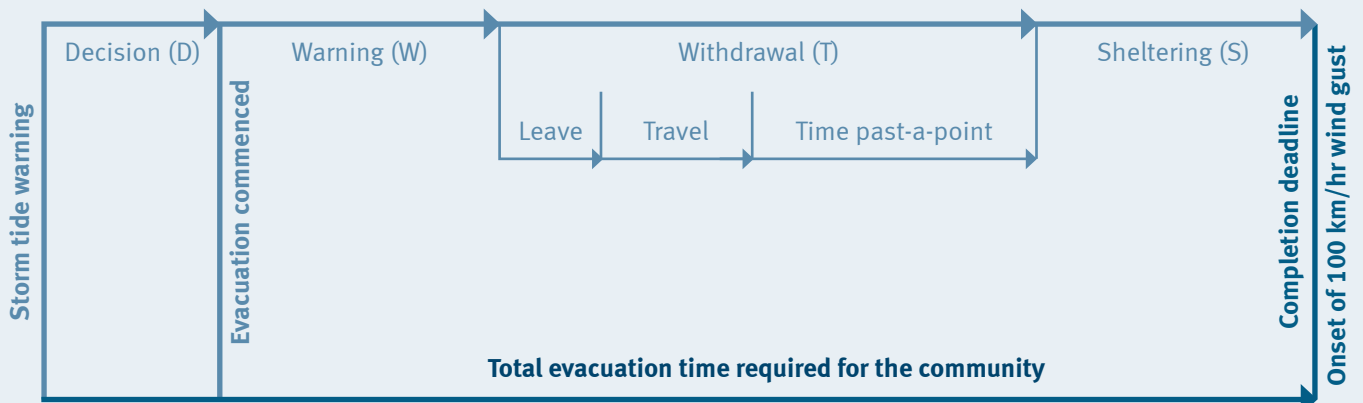 Storm tide warning
Decision (D)
Evacuation commenced
Warning (W)
Withdrawal (T)
Leave
Travel
Time past-a-point
Sheltering (S)
Completion deadline
Onset of 100 km/hr wind gust
Total evacuation time required for the community